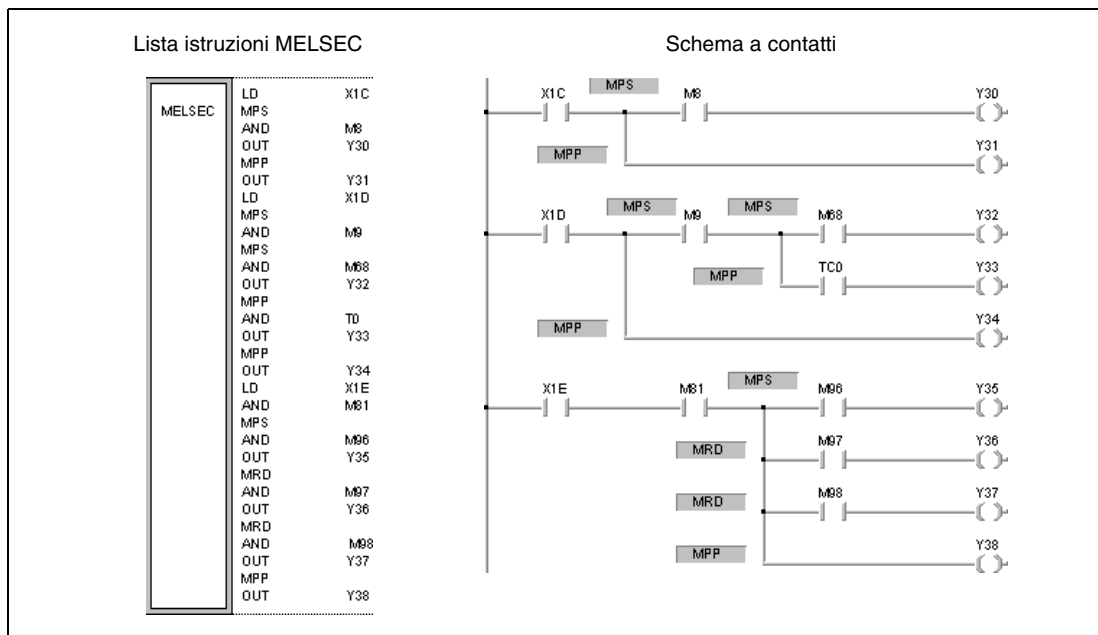 Lista istruzioni MELSEC
MELSEC
LD X1C
MPS
AND M8
OUT Y30
MPP
OUT Y31
LD X1D
MPS
AND M9
MPS
AND M68
OUT Y32
MPP
AND T0
OUT Y33
MPP
OUT Y34
LD X1E
AND M81
MPS
AND M96
OUT Y35
MRD
AND M97
OUT Y36
MRD
AND M98
OUT Y37
MPP
OUT Y38
Schema a contatti
X1C MPS M8 Y30
MPP Y31
X1D MPS M9 MPS M68 Y32
MPP TC0 Y33
MPP Y34
X1E M81 MPS M96 Y35
MRD M97 Y36
MRD M98 Y37
MPP Y38